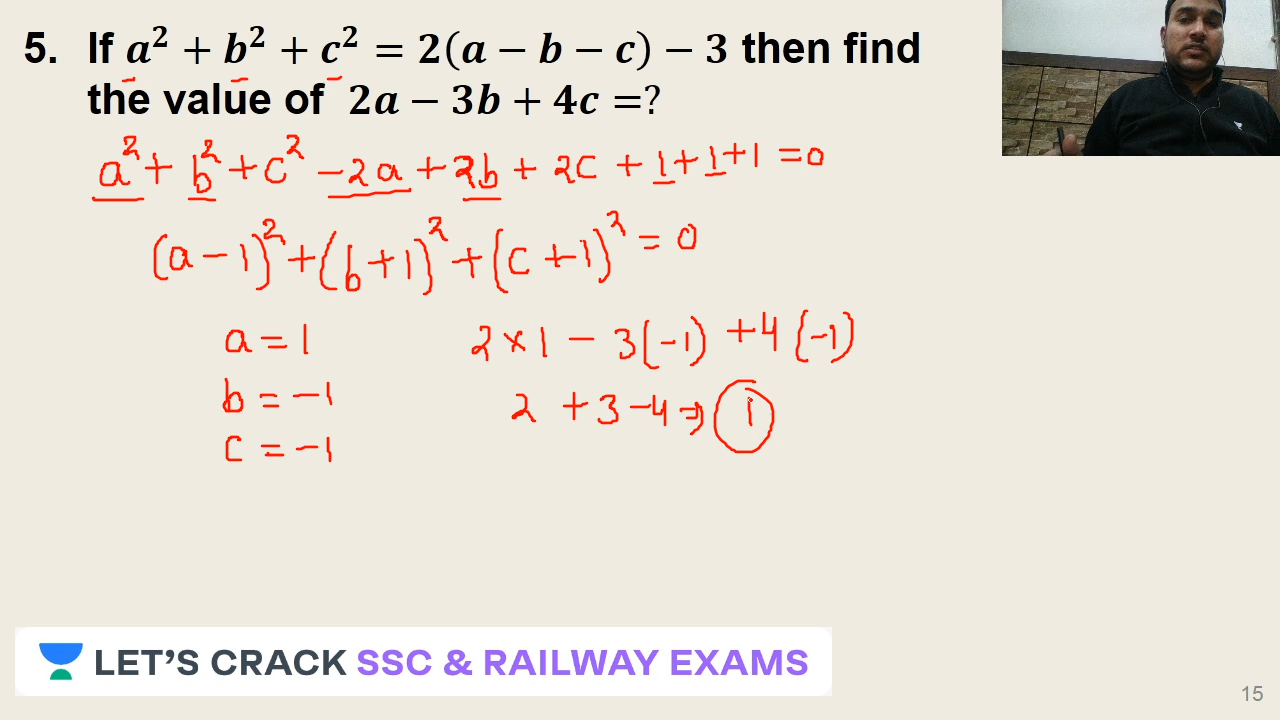 5. If a² + b² + c² = 2(a − b − c) − 3 then find
the value of 2a − 3b + 4c =?
a² + b² + c² − 2a + 2b + 2c + 1 + 1 + 1 = 0
(a − 1)² + (b + 1)² + (c + 1)² = 0
a = 1
b = −1
c = −1
2 × 1 − 3(−1) + 4(−1)
2 + 3 − 4 ⇒ 1
LET'S CRACK SSC & RAILWAY EXAMS
15